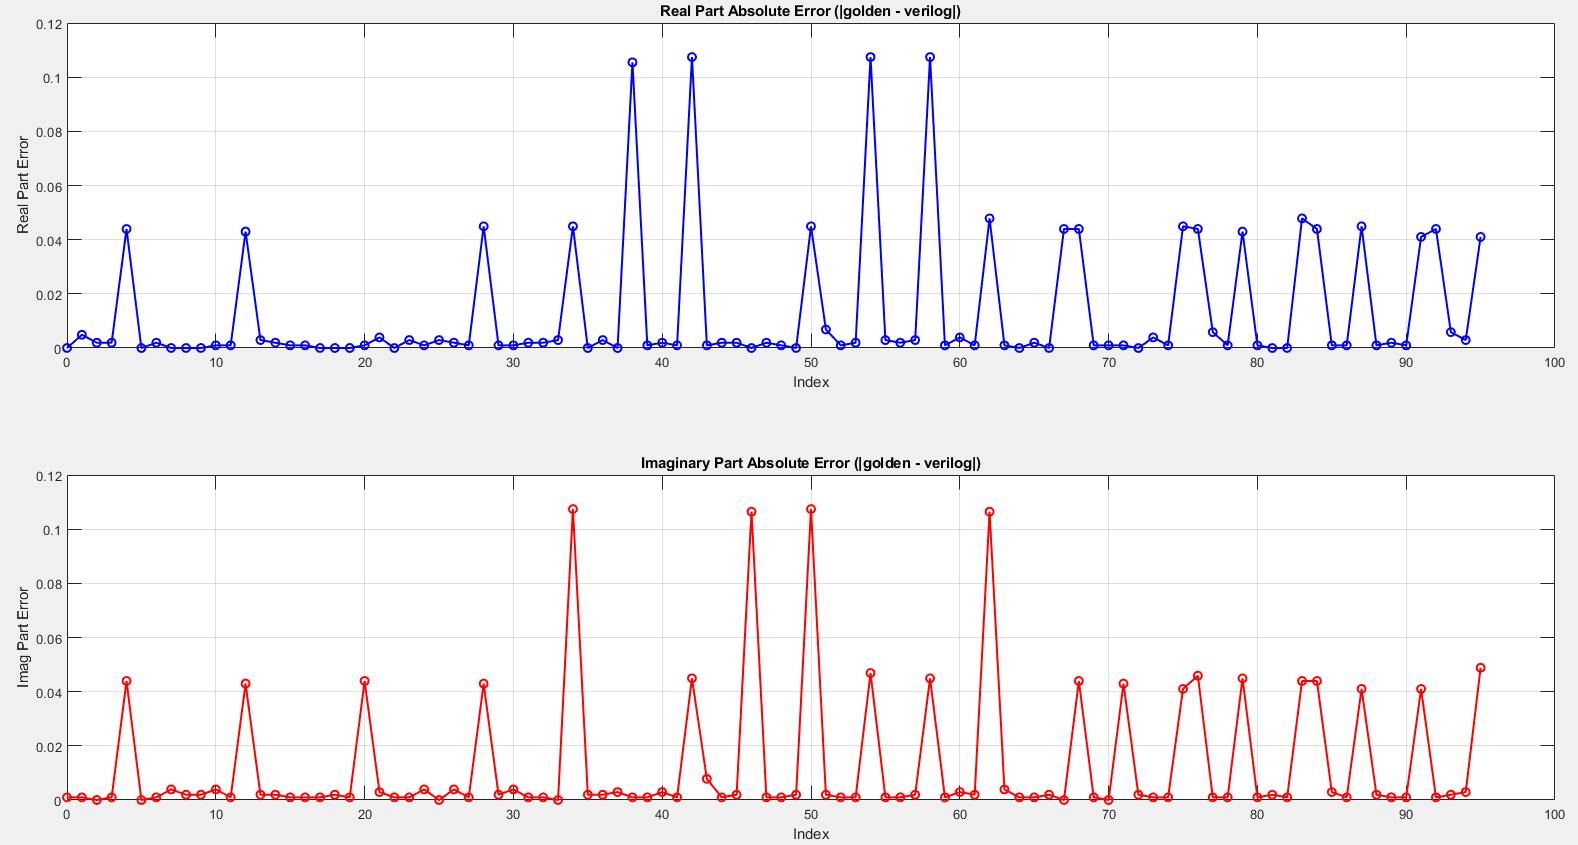 Real Part Absolute Error (|golden - verilog|)
0.12
0.1
0.08
0.06
0.04
0.02
0
Real Part Error
0 10 20 30 40 50 60 70 80 90 100
Index
Imaginary Part Absolute Error (|golden - verilog|)
0.12
0.1
0.08
0.06
0.04
0.02
0
Imag Part Error
0 10 20 30 40 50 60 70 80 90 100
Index